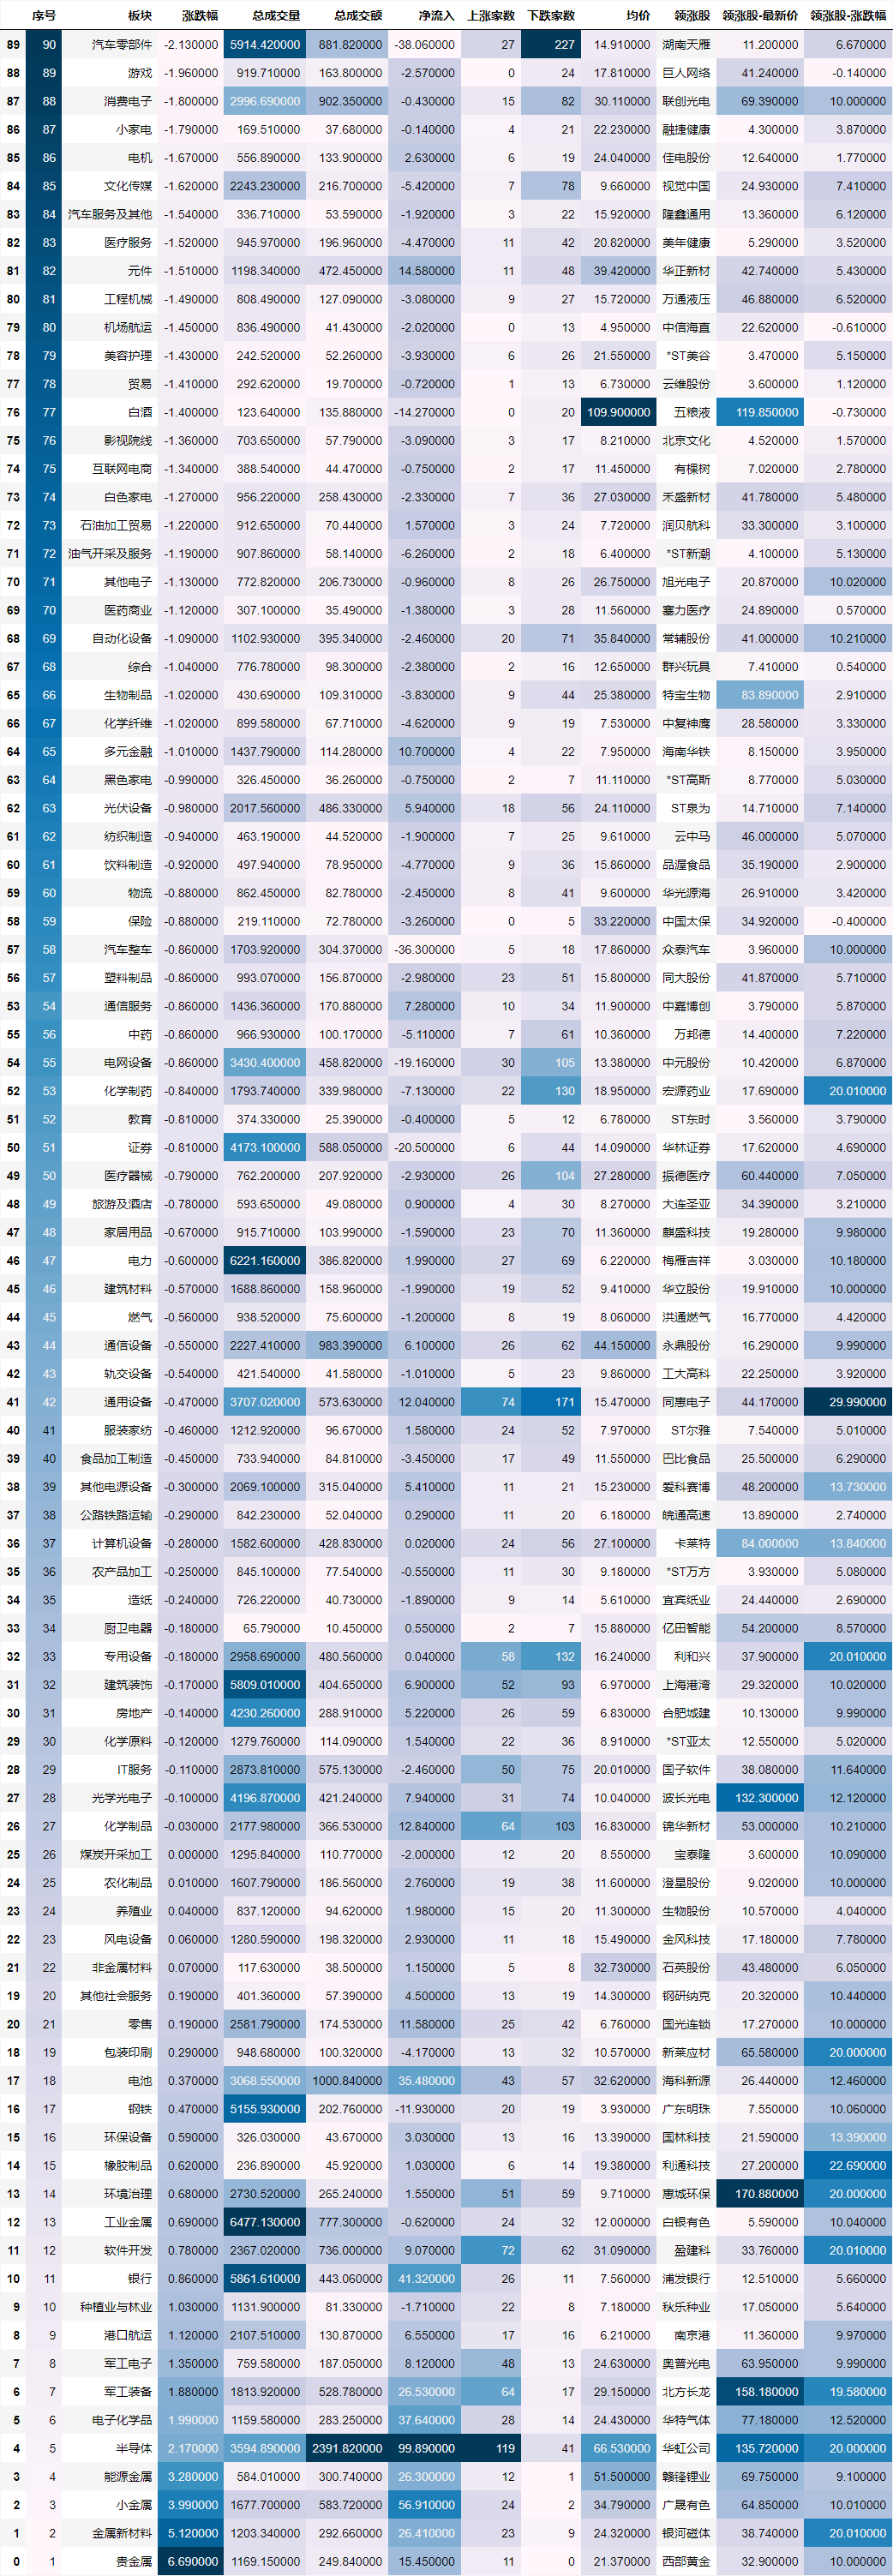 序号 板块 涨跌幅 总成交量 总成交额 净流入 上涨家数 下跌家数 均价 领涨股 领涨股-最新价 领涨股-涨跌幅
89 90 汽车零部件 -2.130000 5914.420000 881.820000 -38.060000 27 227 14.910000 湖南天雁 11.200000 6.670000
88 89 游戏 -1.960000 919.710000 163.800000 -2.570000 0 24 17.810000 巨人网络 41.240000 -0.140000
87 88 消费电子 -1.800000 2996.690000 902.350000 -0.430000 15 82 30.110000 联创光电 69.390000 10.000000
86 87 小家电 -1.790000 169.510000 37.680000 -0.140000 4 21 22.230000 融捷健康 4.300000 3.870000
85 86 电机 -1.670000 556.890000 133.900000 2.630000 6 19 24.040000 佳电股份 12.640000 1.770000
84 85 文化传媒 -1.620000 2243.230000 216.700000 -5.420000 7 78 9.660000 视觉中国 24.930000 7.410000
83 84 汽车服务及其他 -1.540000 336.710000 53.590000 -1.920000 3 22 15.920000 隆鑫通用 13.360000 6.120000
82 83 医疗服务 -1.520000 945.970000 196.960000 -4.470000 11 42 20.820000 美年健康 5.290000 3.520000
81 82 元件 -1.510000 1198.340000 472.450000 14.580000 11 48 39.420000 华正新材 42.740000 5.430000
80 81 工程机械 -1.490000 808.490000 127.090000 -3.080000 9 27 15.720000 万通液压 46.880000 6.520000
79 80 机场航运 -1.450000 836.490000 41.430000 -2.020000 0 13 4.950000 中信海直 22.620000 -0.610000
78 79 美容护理 -1.430000 242.520000 52.260000 -3.930000 6 26 21.550000 *ST美谷 3.470000 5.150000
77 78 贸易 -1.410000 292.620000 19.700000 -0.720000 1 13 6.730000 云维股份 3.600000 1.120000
76 77 白酒 -1.400000 123.640000 135.880000 -14.270000 0 20 109.900000 五粮液 119.850000 -0.730000
75 76 影视院线 -1.360000 703.650000 57.790000 -3.090000 3 17 8.210000 北京文化 4.520000 1.570000
74 75 互联网电商 -1.340000 388.540000 44.470000 -0.750000 2 17 11.450000 有棵树 7.020000 2.780000
73 74 白色家电 -1.270000 956.220000 258.430000 -2.330000 7 36 27.030000 禾盛新材 41.780000 5.480000
72 73 石油加工贸易 -1.220000 912.650000 70.440000 1.570000 3 24 7.720000 润贝航科 33.300000 3.100000
71 72 油气开采及服务 -1.190000 907.860000 58.140000 -6.260000 2 18 6.400000 *ST新潮 4.100000 5.130000
70 71 其他电子 -1.130000 772.820000 206.730000 -0.960000 8 26 26.750000 旭光电子 20.870000 10.020000
69 70 医药商业 -1.120000 307.100000 35.490000 -1.380000 3 28 11.560000 塞力医疗 24.890000 0.570000
68 69 自动化设备 -1.090000 1102.930000 395.340000 -2.460000 20 71 35.840000 常辅股份 41.000000 10.210000
67 68 综合 -1.040000 776.780000 98.300000 -2.380000 2 16 12.650000 群兴玩具 7.410000 0.540000
65 66 生物制品 -1.020000 430.690000 109.310000 -3.830000 9 44 25.380000 特宝生物 83.890000 2.910000
66 67 化学纤维 -1.020000 899.580000 67.710000 -4.620000 9 19 7.530000 中复神鹰 28.580000 3.330000
64 65 多元金融 -1.010000 1437.790000 114.280000 10.700000 4 22 7.950000 海南华铁 8.150000 3.950000
63 64 黑色家电 -0.990000 326.450000 36.260000 -0.750000 2 7 11.110000 *ST高斯 8.770000 5.030000
62 63 光伏设备 -0.980000 2017.560000 486.330000 5.940000 18 56 24.110000 ST泉为 14.710000 7.140000
61 62 纺织制造 -0.940000 463.190000 44.520000 -1.900000 7 25 9.610000 云中马 46.000000 5.070000
60 61 饮料制造 -0.920000 497.940000 78.950000 -4.770000 9 36 15.860000 品渥食品 35.190000 2.900000
59 60 物流 -0.880000 862.450000 82.780000 -2.450000 8 41 9.600000 华光源海 26.910000 3.420000
58 59 保险 -0.880000 219.110000 72.780000 -3.260000 0 5 33.220000 中国太保 34.920000 -0.400000
57 58 汽车整车 -0.860000 1703.920000 304.370000 -36.300000 5 18 17.860000 众泰汽车 3.960000 10.000000
56 57 塑料制品 -0.860000 993.070000 156.870000 -2.980000 23 51 15.800000 同大股份 41.870000 5.710000
53 54 通信服务 -0.860000 1436.360000 170.880000 7.280000 10 34 11.900000 中嘉博创 3.790000 5.870000
55 56 中药 -0.860000 966.930000 100.170000 -5.110000 7 61 10.360000 万邦德 14.400000 7.220000
54 55 电网设备 -0.860000 3430.400000 458.820000 -19.160000 30 105 13.380000 中元股份 10.420000 6.870000
52 53 化学制药 -0.840000 1793.740000 339.980000 -7.130000 22 130 18.950000 宏源药业 17.690000 20.010000
51 52 教育 -0.810000 374.330000 25.390000 -0.400000 5 12 6.780000 ST东时 3.560000 3.790000
50 51 证券 -0.810000 4173.100000 588.050000 -20.500000 6 44 14.090000 华林证券 17.620000 4.690000
49 50 医疗器械 -0.790000 762.200000 207.920000 -2.930000 26 104 27.280000 振德医疗 60.440000 7.050000
48 49 旅游及酒店 -0.780000 593.650000 49.080000 0.900000 4 30 8.270000 大连圣亚 34.390000 3.210000
47 48 家居用品 -0.670000 915.710000 103.990000 -1.590000 23 70 11.360000 麒盛科技 19.280000 9.980000
46 47 电力 -0.600000 6221.160000 386.820000 1.990000 27 69 6.220000 梅雁吉祥 3.030000 10.180000
45 46 建筑材料 -0.570000 1688.860000 158.960000 -1.990000 19 52 9.410000 华立股份 19.910000 10.000000
44 45 燃气 -0.560000 938.520000 75.600000 -1.200000 8 19 8.060000 洪通燃气 16.770000 4.420000
43 44 通信设备 -0.550000 2227.410000 983.390000 6.100000 26 62 44.150000 永鼎股份 16.290000 9.990000
42 43 轨交设备 -0.540000 421.540000 41.580000 -1.010000 5 23 9.860000 工大高科 22.250000 3.920000
41 42 通用设备 -0.470000 3707.020000 573.630000 12.040000 74 171 15.470000 同惠电子 44.170000 29.990000
40 41 服装家纺 -0.460000 1212.920000 96.670000 1.580000 24 52 7.970000 ST尔雅 7.540000 5.010000
39 40 食品加工制造 -0.450000 733.940000 84.810000 -3.450000 17 49 11.550000 巴比食品 25.500000 6.290000
38 39 其他电源设备 -0.300000 2069.100000 315.040000 5.410000 11 21 15.230000 爱科赛博 48.200000 13.730000
37 38 公路铁路运输 -0.290000 842.230000 52.040000 0.290000 11 20 6.180000 皖通高速 13.890000 2.740000
36 37 计算机设备 -0.280000 1582.600000 428.830000 0.020000 24 56 27.100000 卡莱特 84.000000 13.840000
35 36 农产品加工 -0.250000 845.100000 77.540000 -0.550000 11 30 9.180000 *ST万方 3.930000 5.080000
34 35 造纸 -0.240000 726.220000 40.730000 -1.890000 9 14 5.610000 宜宾纸业 24.440000 2.690000
33 34 厨卫电器 -0.180000 65.790000 10.450000 0.550000 2 7 15.880000 亿田智能 54.200000 8.570000
32 33 专用设备 -0.180000 2958.690000 480.560000 0.040000 58 132 16.240000 利和兴 37.900000 20.010000
31 32 建筑装饰 -0.170000 5809.010000 404.650000 6.900000 52 93 6.970000 上海港湾 29.320000 10.020000
30 31 房地产 -0.140000 4230.260000 288.910000 5.220000 26 59 6.830000 合肥城建 10.130000 9.990000
29 30 化学原料 -0.120000 1279.760000 114.090000 1.540000 22 36 8.910000 *ST亚太 12.550000 5.020000
28 29 IT服务 -0.110000 2873.810000 575.130000 -2.460000 50 75 20.010000 国子软件 38.080000 11.640000
27 28 光学光电子 -0.100000 4196.870000 421.240000 7.940000 31 74 10.040000 波长光电 132.300000 12.120000
26 27 化学制品 -0.030000 2177.980000 366.530000 12.840000 64 103 16.830000 锦华新材 53.000000 10.210000
25 26 煤炭开采加工 0.000000 1295.840000 110.770000 -2.000000 12 20 8.550000 宝泰隆 3.600000 10.090000
24 25 农化制品 0.010000 1607.790000 186.560000 2.760000 19 38 11.600000 澄星股份 9.020000 10.000000
23 24 养殖业 0.040000 837.120000 94.620000 1.980000 15 20 11.300000 生物股份 10.570000 4.040000
22 23 风电设备 0.060000 1280.590000 198.320000 2.930000 11 18 15.490000 金风科技 17.180000 7.780000
21 22 非金属材料 0.070000 117.630000 38.500000 1.150000 5 8 32.730000 石英股份 43.480000 6.050000
19 20 其他社会服务 0.190000 401.360000 57.390000 4.500000 13 19 14.300000 钢研纳克 20.320000 10.440000
20 21 零售 0.190000 2581.790000 174.530000 11.580000 25 42 6.760000 国光连锁 17.270000 10.000000
18 19 包装印刷 0.290000 948.680000 100.320000 -4.170000 13 32 10.570000 新莱应材 65.580000 20.000000
17 18 电池 0.370000 3068.550000 1000.840000 35.480000 43 57 32.620000 海科新源 26.440000 12.460000
16 17 钢铁 0.470000 5155.930000 202.760000 -11.930000 20 19 3.930000 广东明珠 7.550000 10.060000
15 16 环保设备 0.590000 326.030000 43.670000 3.030000 13 16 13.390000 国林科技 21.590000 13.390000
14 15 橡胶制品 0.620000 236.890000 45.920000 1.030000 6 14 19.380000 利通科技 27.200000 22.690000
13 14 环境治理 0.680000 2730.520000 265.240000 1.550000 51 59 9.710000 惠城环保 170.880000 20.000000
12 13 工业金属 0.690000 6477.130000 777.300000 -0.620000 24 32 12.000000 白银有色 5.590000 10.040000
11 12 软件开发 0.780000 2367.020000 736.000000 9.070000 72 62 31.090000 盈建科 33.760000 20.010000
10 11 银行 0.860000 5861.610000 443.060000 41.320000 26 11 7.560000 浦发银行 12.510000 5.660000
9 10 种植业与林业 1.030000 1131.900000 81.330000 -1.710000 22 8 7.180000 秋乐种业 17.050000 5.640000
8 9 港口航运 1.120000 2107.510000 130.870000 6.550000 17 16 6.210000 南京港 11.360000 9.970000
7 8 军工电子 1.350000 759.580000 187.050000 8.120000 48 13 24.630000 奥普光电 63.950000 9.990000
6 7 军工装备 1.880000 1813.920000 528.780000 26.530000 64 17 29.150000 北方长龙 158.180000 19.580000
5 6 电子化学品 1.990000 1159.580000 283.250000 37.640000 28 14 24.430000 华特气体 77.180000 12.520000
4 5 半导体 2.170000 3594.890000 2391.820000 99.890000 119 41 66.530000 华虹公司 135.720000 20.000000
3 4 能源金属 3.280000 584.010000 300.740000 26.300000 12 1 51.500000 赣锋锂业 69.750000 9.100000
2 3 小金属 3.990000 1677.700000 583.720000 56.910000 24 2 34.790000 广晟有色 64.850000 10.010000
1 2 金属新材料 5.120000 1203.340000 292.660000 26.410000 23 9 24.320000 银河磁体 38.740000 20.010000
0 1 贵金属 6.690000 1169.150000 249.840000 15.450000 11 0 21.370000 西部黄金 32.900000 10.000000